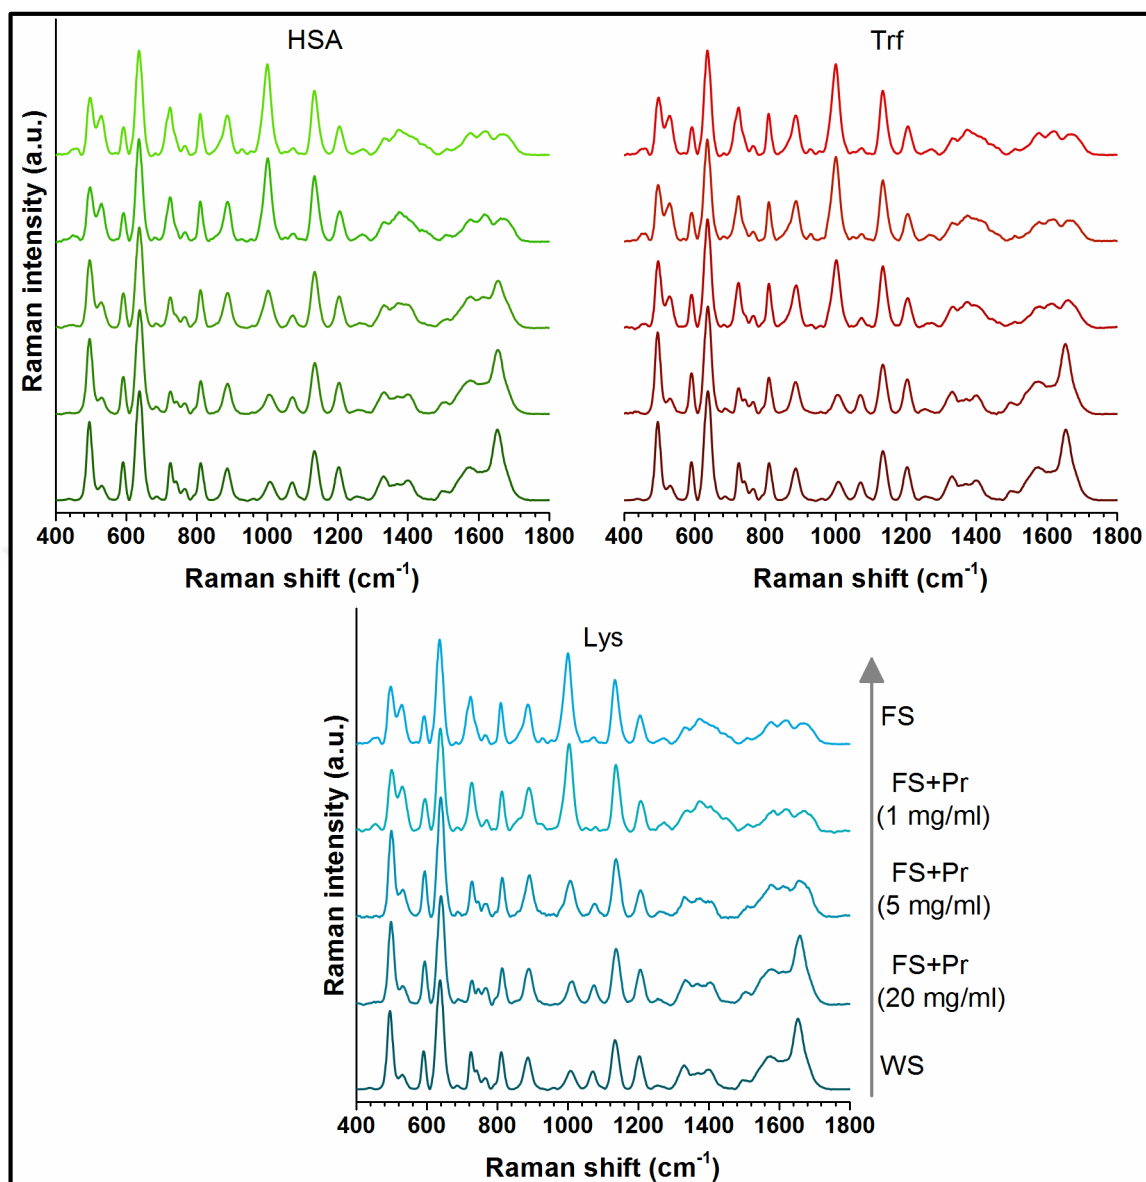 HSA
Raman intensity (a.u.)
400 600 800 1000 1200 1400 1600 1800
Raman shift (cm-1)
Trf
400 600 800 1000 1200 1400 1600 1800
Raman shift (cm-1)
Lys
Raman intensity (a.u.)
400 600 800 1000 1200 1400 1600 1800
Raman shift (cm-1)
FS
FS+Pr
(1 mg/ml)
FS+Pr
(5 mg/ml)
FS+Pr
(20 mg/ml)
WS